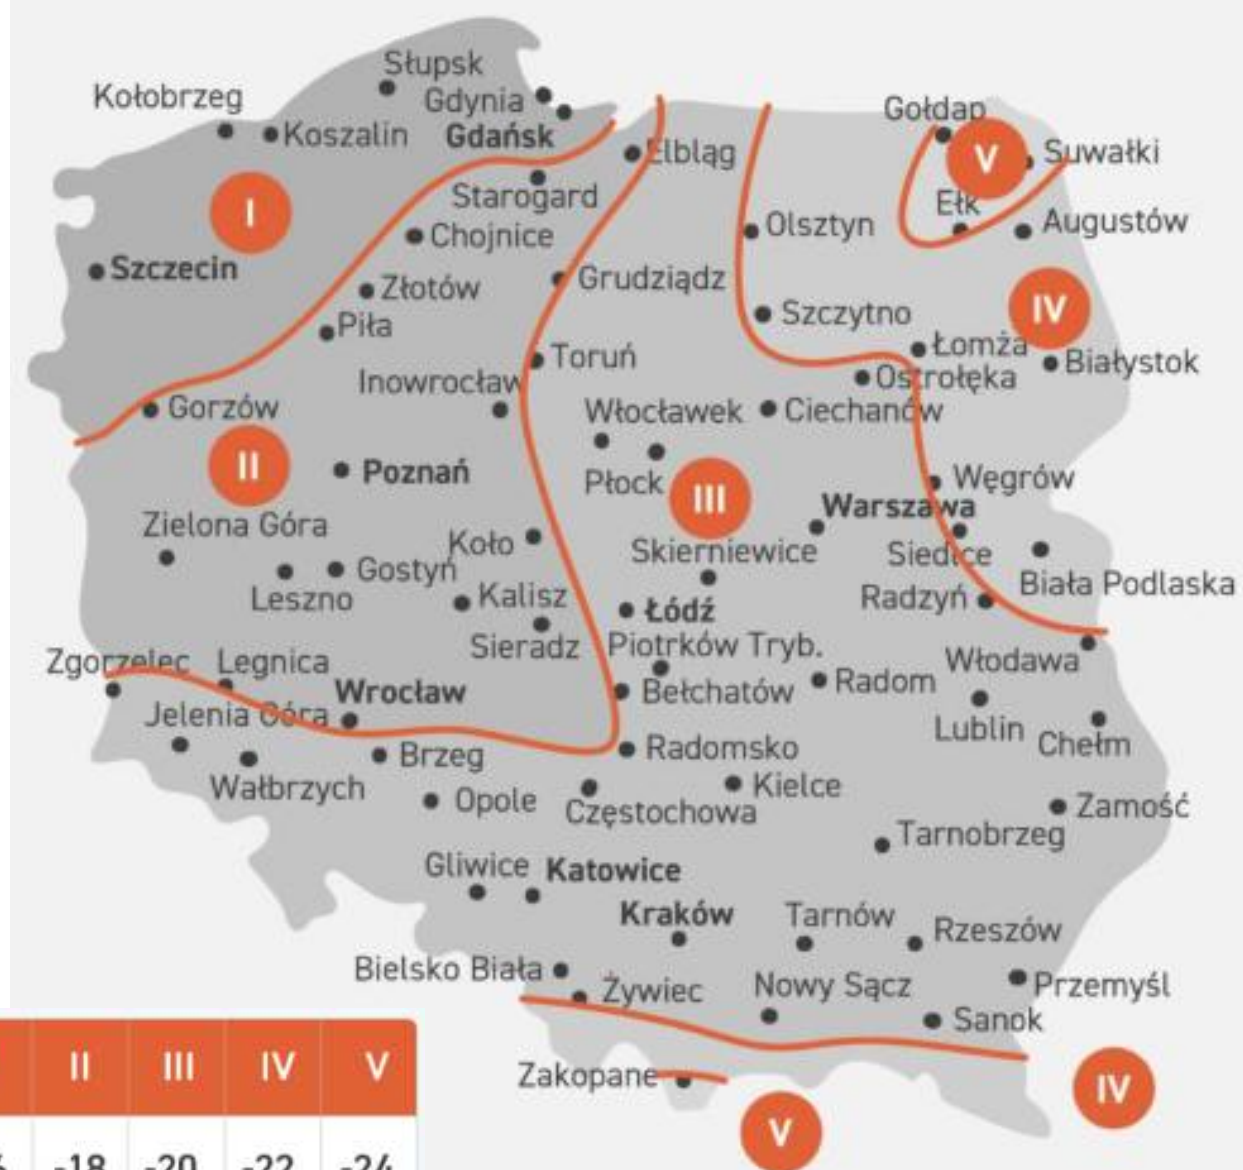 Słupsk
Kołobrzeg
Gdynia
Koszalin
Gdańsk
Gołdap
Elbląg
V
Suwałki
Starogard
I
Ełk
Chojnice
Olsztyn
Augustów
Szczecin
Złotów
Grudziądz
IV
Piła
Szczytno
Toruń
Łomża
Białystok
Inowrocław
Ostrołęka
Gorzów
Włocławek
Ciechanów
II
Poznań
Płock
III
Węgrów
Warszawa
Zielona Góra
Koło
Skierniewice
Siedlce
Gostyń
Leszno
Kalisz
Łódź
Radzyń
Biała Podlaska
Sieradz
Piotrków Tryb.
Zgorzelec
Legnica
Włodawa
Wrocław
Bełchatów
Radom
Jelenia Góra
Lublin
Chełm
Brzeg
Radomsko
Wałbrzych
Opole
Częstochowa
Kielce
Zamość
Tarnobrzeg
Gliwice
Katowice
Kraków
Tarnów
Rzeszów
Bielsko Biała
Żywiec
Nowy Sącz
Przemyśl
Sanok
Zakopane
IV
V
II III IV V
-18 -20 -22 -24